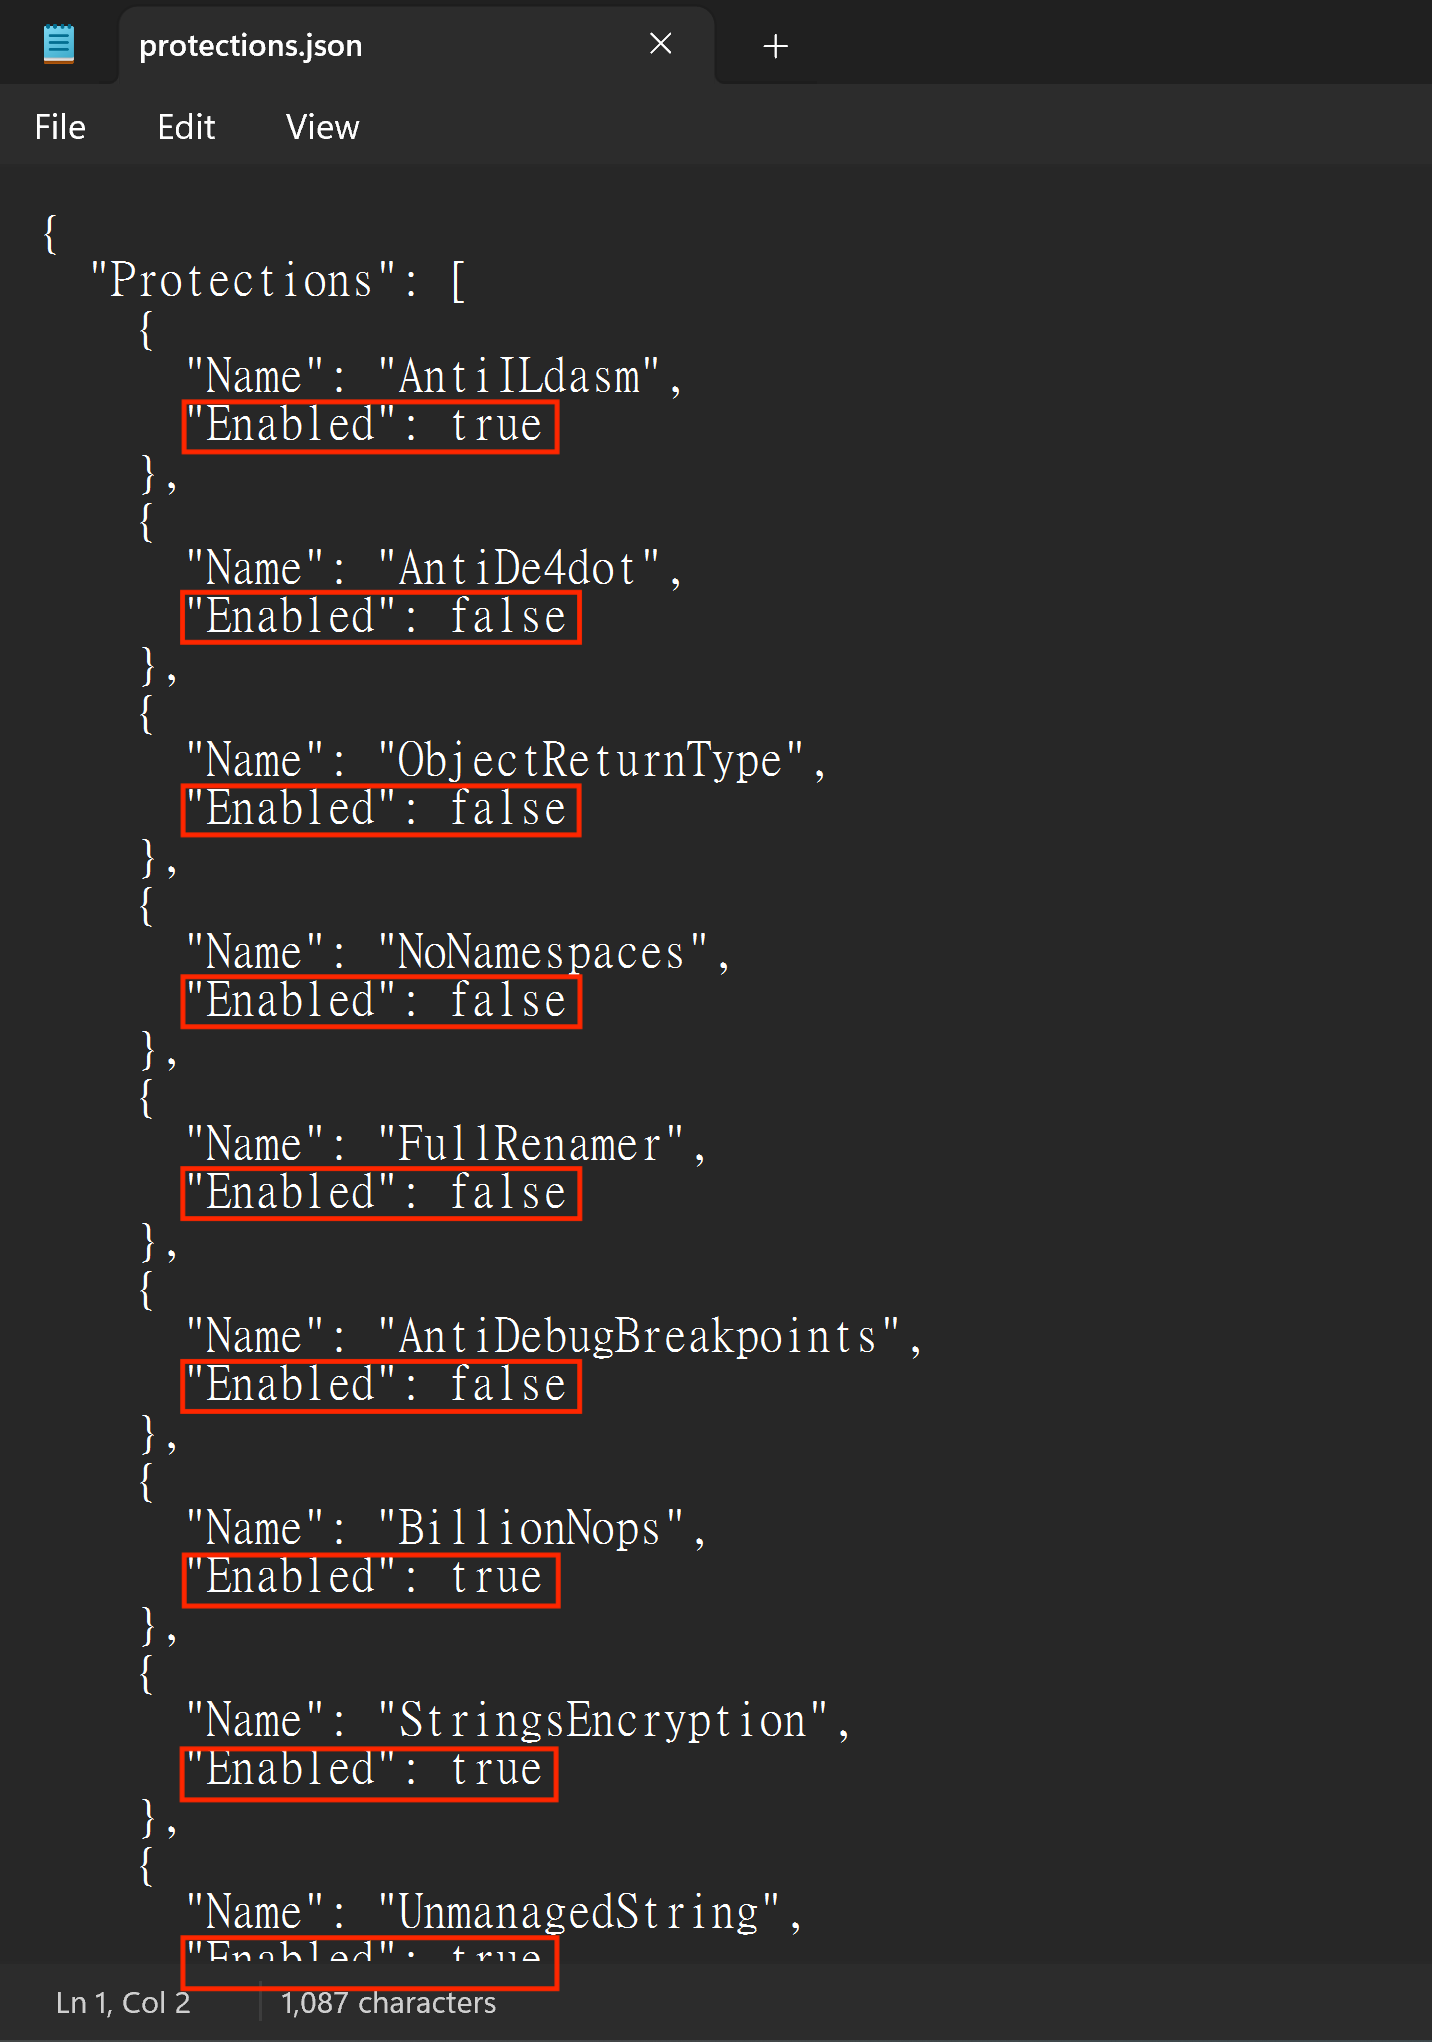 protections.json
File Edit View
{
"Protections": [
{
"Name": "AntiILdasm",
"Enabled": true
},
{
"Name": "AntiDe4dot",
"Enabled": false
},
{
"Name": "ObjectReturnType",
"Enabled": false
},
{
"Name": "NoNamespaces",
"Enabled": false
},
{
"Name": "FullRenamer",
"Enabled": false
},
{
"Name": "AntiDebugBreakpoints",
"Enabled": false
},
{
"Name": "BillionNops",
"Enabled": true
},
{
"Name": "StringsEncryption",
"Enabled": true
},
{
"Name": "UnmanagedString",
"Enabled": true
Ln 1, Col 2 1,087 characters